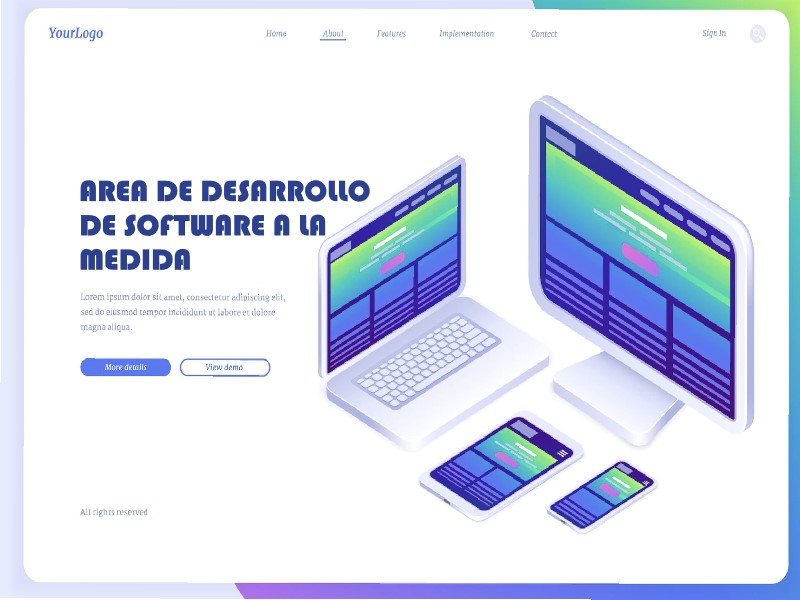 YourLogo
Home About Features Implementation Contact Sign In
AREA DE DESARROLLO
DE SOFTWARE A LA
MEDIDA
Lorem ipsum dolor sit amet, consectetur adipiscing elit,
sed do eiusmod tempor incididunt ut labore et dolore
magna aliqua.
More details View demo
All rights reserved